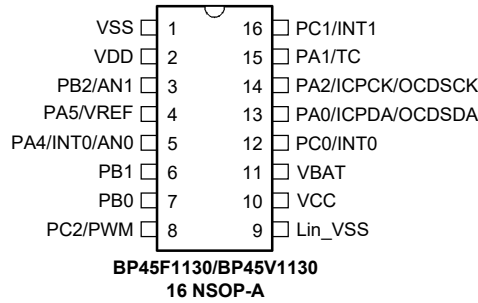 VSS 1 16 PC1/INT1
VDD 2 15 PA1/TC
PB2/AN1 3 14 PA2/ICPCK/OCDSCK
PA5/VREF 4 13 PA0/ICPDA/OCDSDA
PA4/INT0/AN0 5 12 PC0/INT0
PB1 6 11 VBAT
PB0 7 10 VCC
PC2/PWM 8 9 Lin_VSS
BP45F1130/BP45V1130
16 NSOP-A